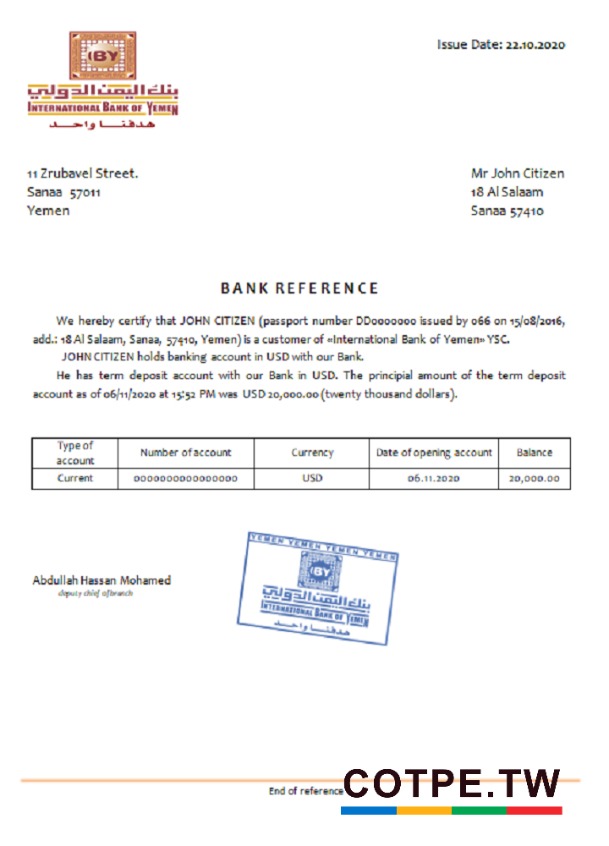 Issue Date: 22.10.2020
IBY
بنك اليمن الدولي
INTERNATIONAL BANK OF YEMEN
هدفنا واحد
11 Zrubavel Street.
Sanaa 57011
Yemen
Mr John Citizen
18 Al Salaam
Sanaa 57410
BANK REFERENCE
We hereby certify that JOHN CITIZEN (passport number DD0000000 issued by 066 on 15/08/2016,
add.: 18 Al Salaam, Sanaa, 57410, Yemen) is a customer of «International Bank of Yemen» YSC.
JOHN CITIZEN holds banking account in USD with our Bank.
He has term deposit account with our Bank in USD. The principial amount of the term deposit
account as of 06/11/2020 at 15:52 PM was USD 20,000.00 (twenty thousand dollars).
Type of account Number of account Currency Date of opening account Balance
Current 0000000000000000 USD 06.11.2020 20,000.00
Abdullah Hassan Mohamed
deputy chief of branch
YEMEN YEMEN YEMEN YEMEN YEMEN
IBY
بنك اليمن الدولي
INTERNATIONAL BANK OF YEMEN
هدفنا واحد
End of reference
COTPE.TW